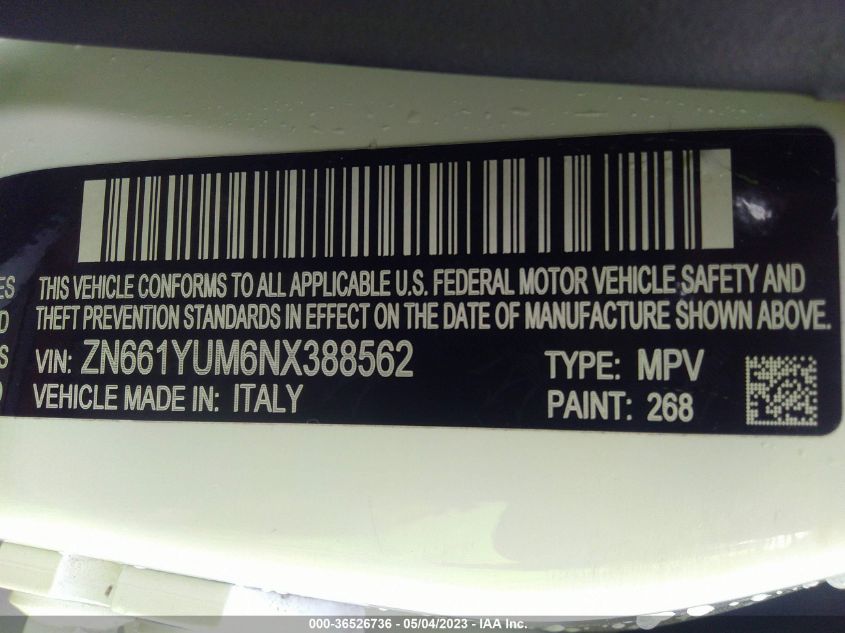 THIS VEHICLE CONFORMS TO ALL APPLICABLE U.S. FEDERAL MOTOR VEHICLE SAFETY AND
ES
THEFT PREVENTION STANDARDS IN EFFECT ON THE DATE OF MANUFACTURE SHOWN ABOVE.
D
S
VIN: ZN661YUM6NX388562 TYPE: MPV
VEHICLE MADE IN: ITALY PAINT: 268
000-36526736 - 05/04/2023 - IAA Inc.